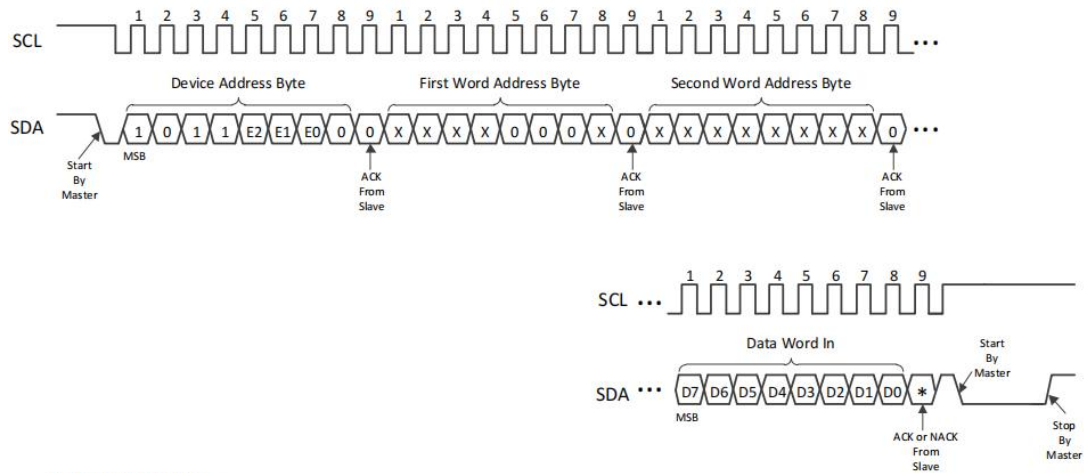 1 2 3 4 5 6 7 8 9 1 2 3 4 5 6 7 8 9 1 2 3 4 5 6 7 8 9
SCL
Device Address Byte First Word Address Byte Second Word Address Byte
SDA 1 0 1 1 E2 E1 E0 0 0 X X X X 0 0 0 X 0 X X X X X X X X 0
MSB
Start
By
Master
ACK
From
Slave
ACK
From
Slave
ACK
From
Slave
1 2 3 4 5 6 7 8 9
SCL
Data Word In
Start
By
Master
SDA D7 D6 D5 D4 D3 D2 D1 D0 *
MSB
ACK or NACK
From
Slave
Stop
By
Master